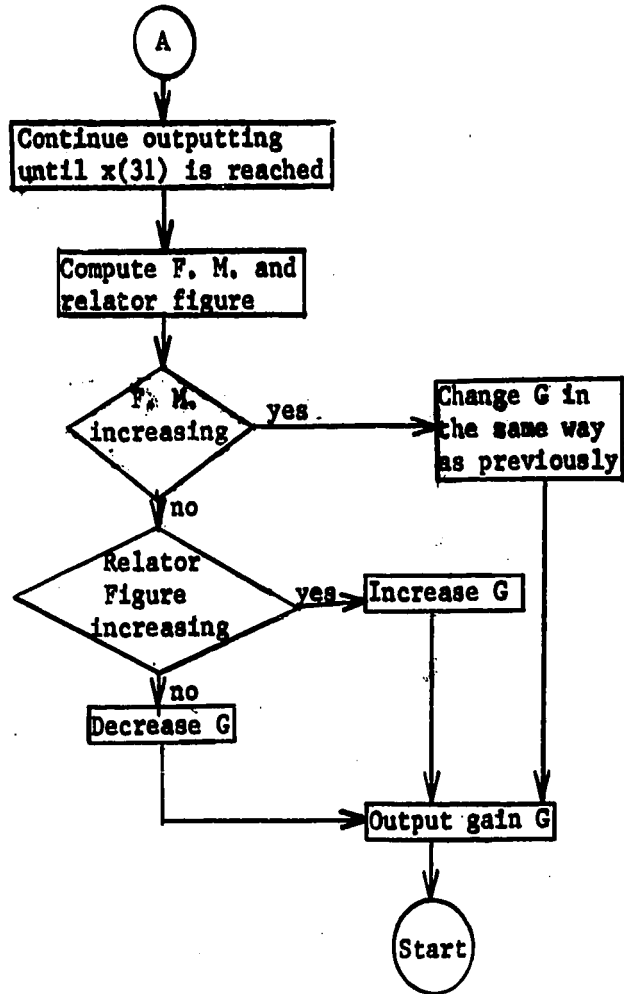 A
Continue outputting
until x(31) is reached
Compute F. M. and
relator figure
F. M.
increasing
yes
Change G in
the same way
as previously
no
Relator
Figure
increasing
yes
Increase G
no
Decrease G
Output gain G
Start